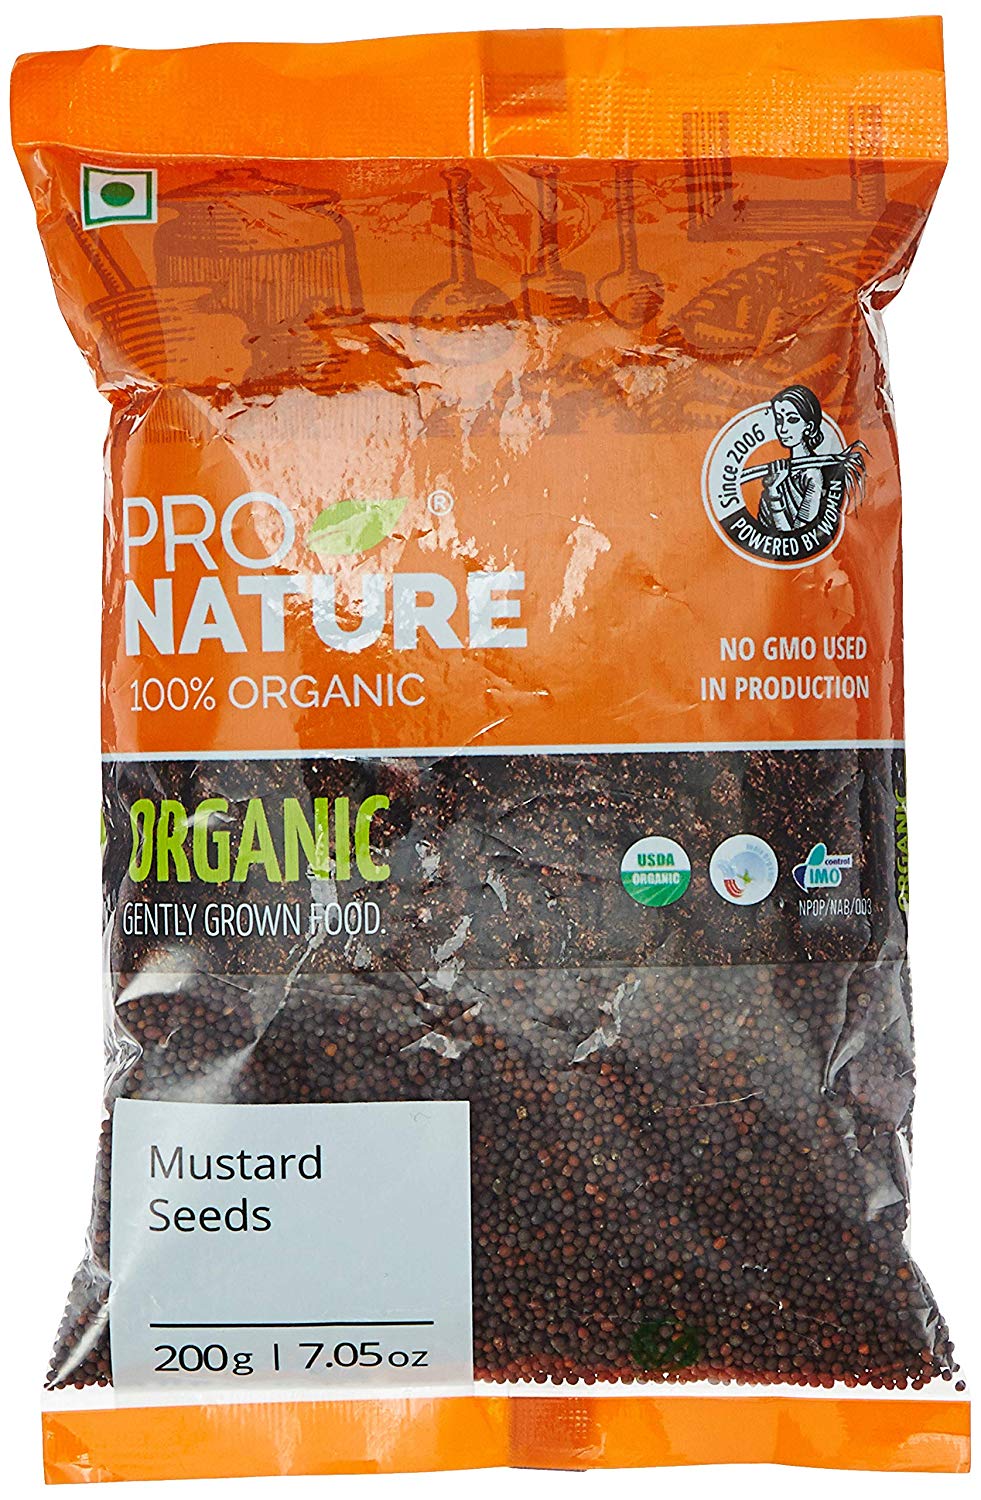 Since 2006
POWERED BY WOMEN
PRO ®
NATURE
100% ORGANIC
NO GMO USED
IN PRODUCTION
ORGANIC
GENTLY GROWN FOOD.
USDA
ORGANIC
control
IMO
NPOP/NAB/003
ORGANIC
Mustard
Seeds
200g | 7.05oz